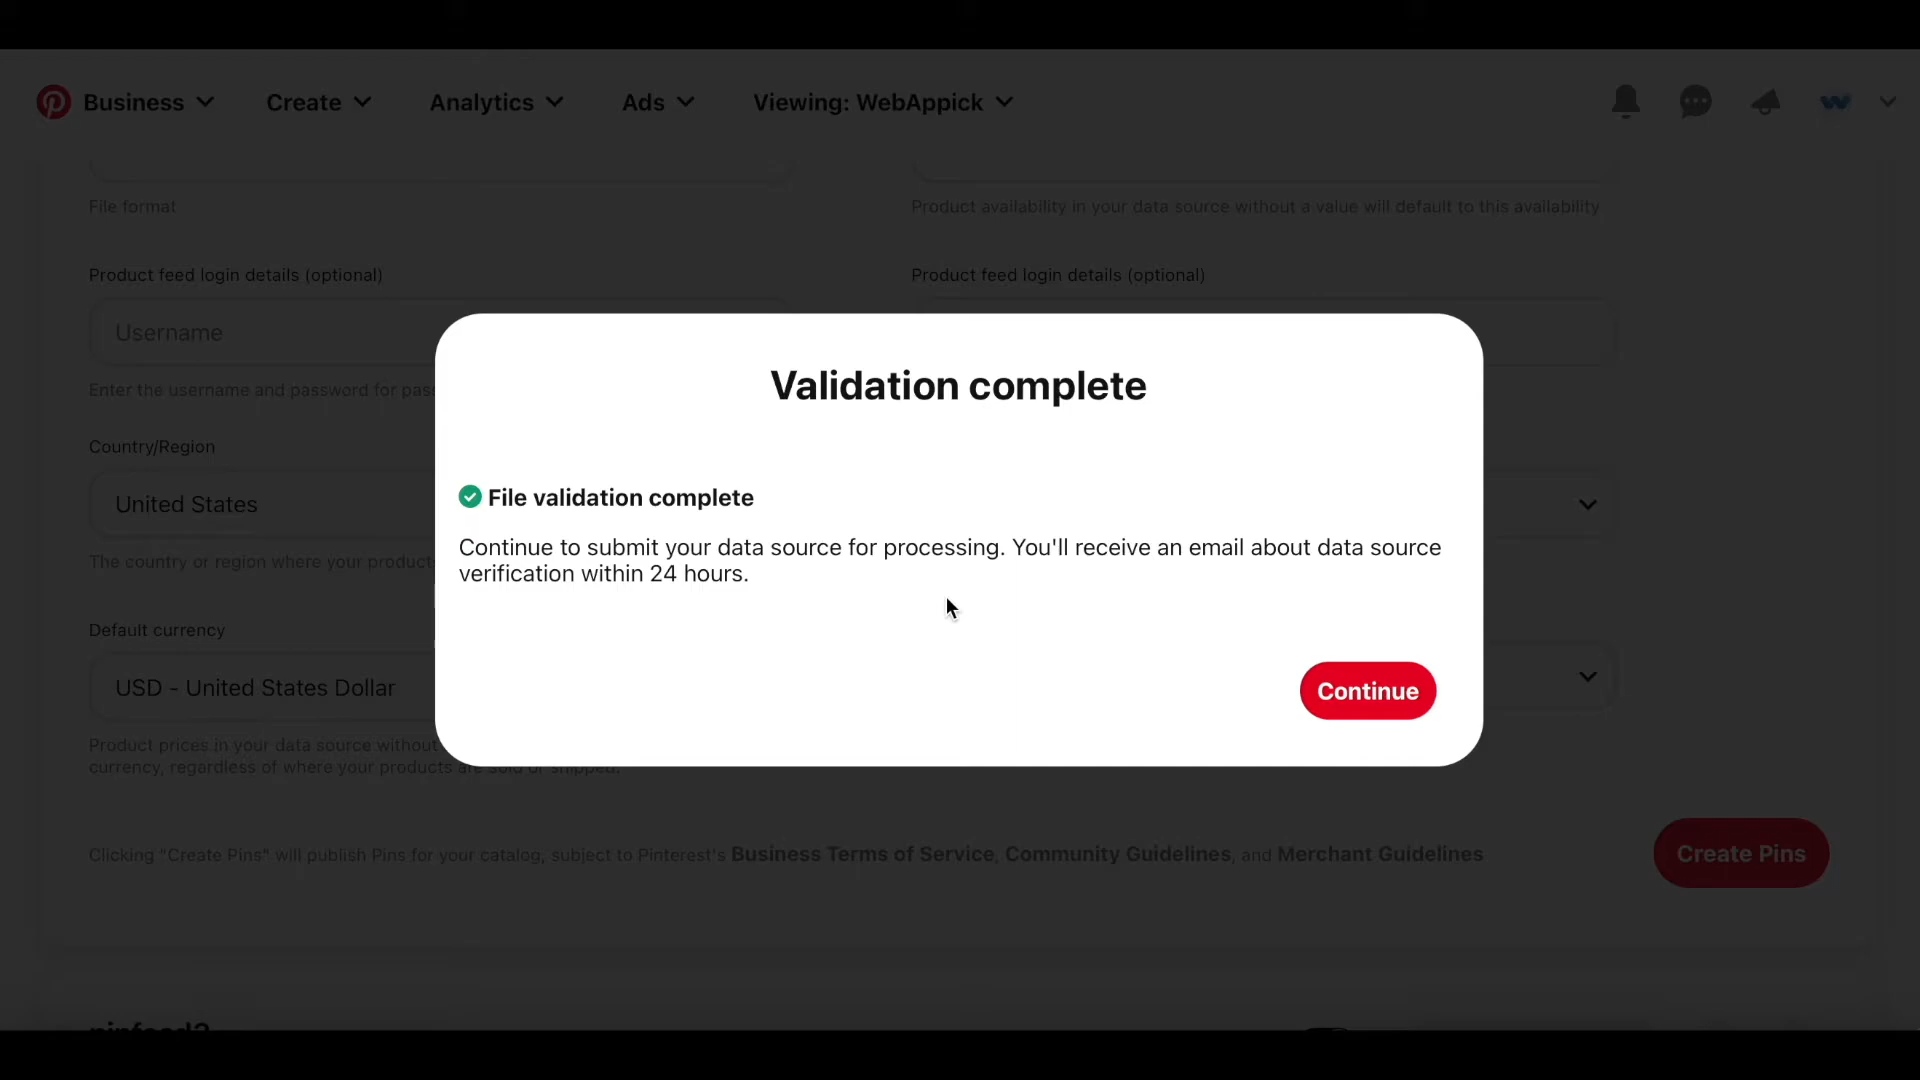 Business Create Analytics Ads Viewing: WebAppick
File format
Product availability in your data source without a value will default to this availability
Product feed login details (optional)
Product feed login details (optional)
Username
Enter the username and password for
Country/Region
United States
The country or region where your product
Default currency
USD - United States Dollar
Product prices in your data source without
currency, regardless of where your products are sold or shipped.
Validation complete
File validation complete
Continue to submit your data source for processing. You'll receive an email about data source
verification within 24 hours.
Continue
Clicking "Create Pins" will publish Pins for your catalog, subject to Pinterest's Business Terms of Service, Community Guidelines, and Merchant Guidelines
Create Pins